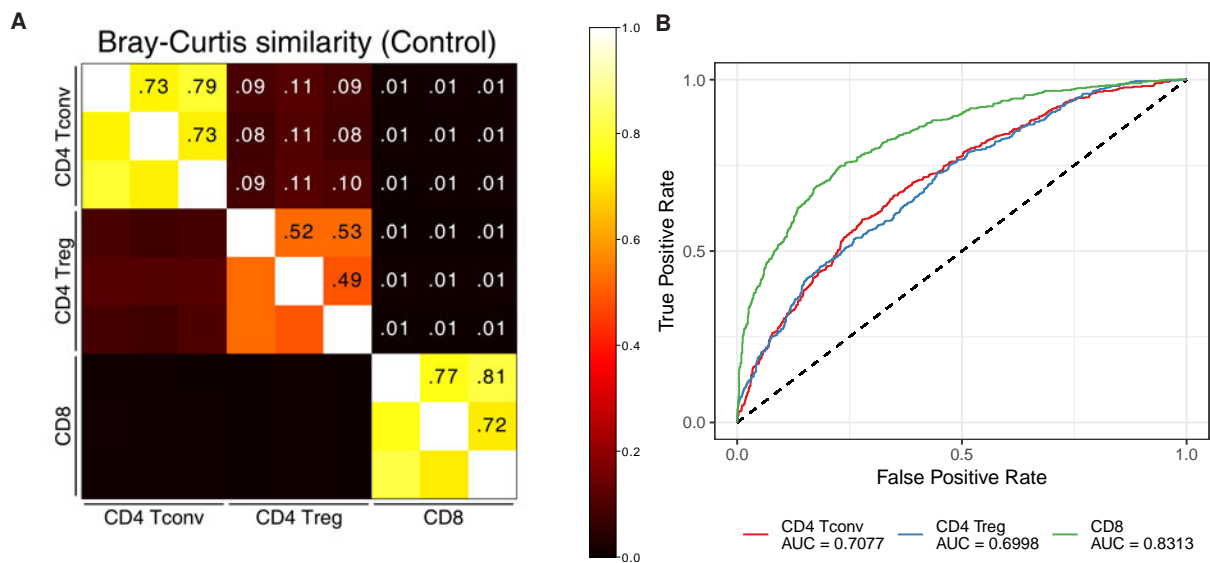 A
Bray-Curtis similarity (Control)
CD4 Tconv
CD4 Treg
CD8
.73 .79 .09 .11 .09 .01 .01 .01
.73 .08 .11 .08 .01 .01 .01
.09 .11 .10 .01 .01 .01
.52 .53 .01 .01 .01
.49 .01 .01 .01
.01 .01 .01
.77 .81
.72
CD4 Tconv CD4 Treg CD8
1.0
0.8
0.6
0.4
0.2
0.0
B
True Positive Rate
1.0
0.5
0.0
0.0 0.5 1.0
False Positive Rate
CD4 Tconv
AUC = 0.7077
CD4 Treg
AUC = 0.6998
CD8
AUC = 0.8313